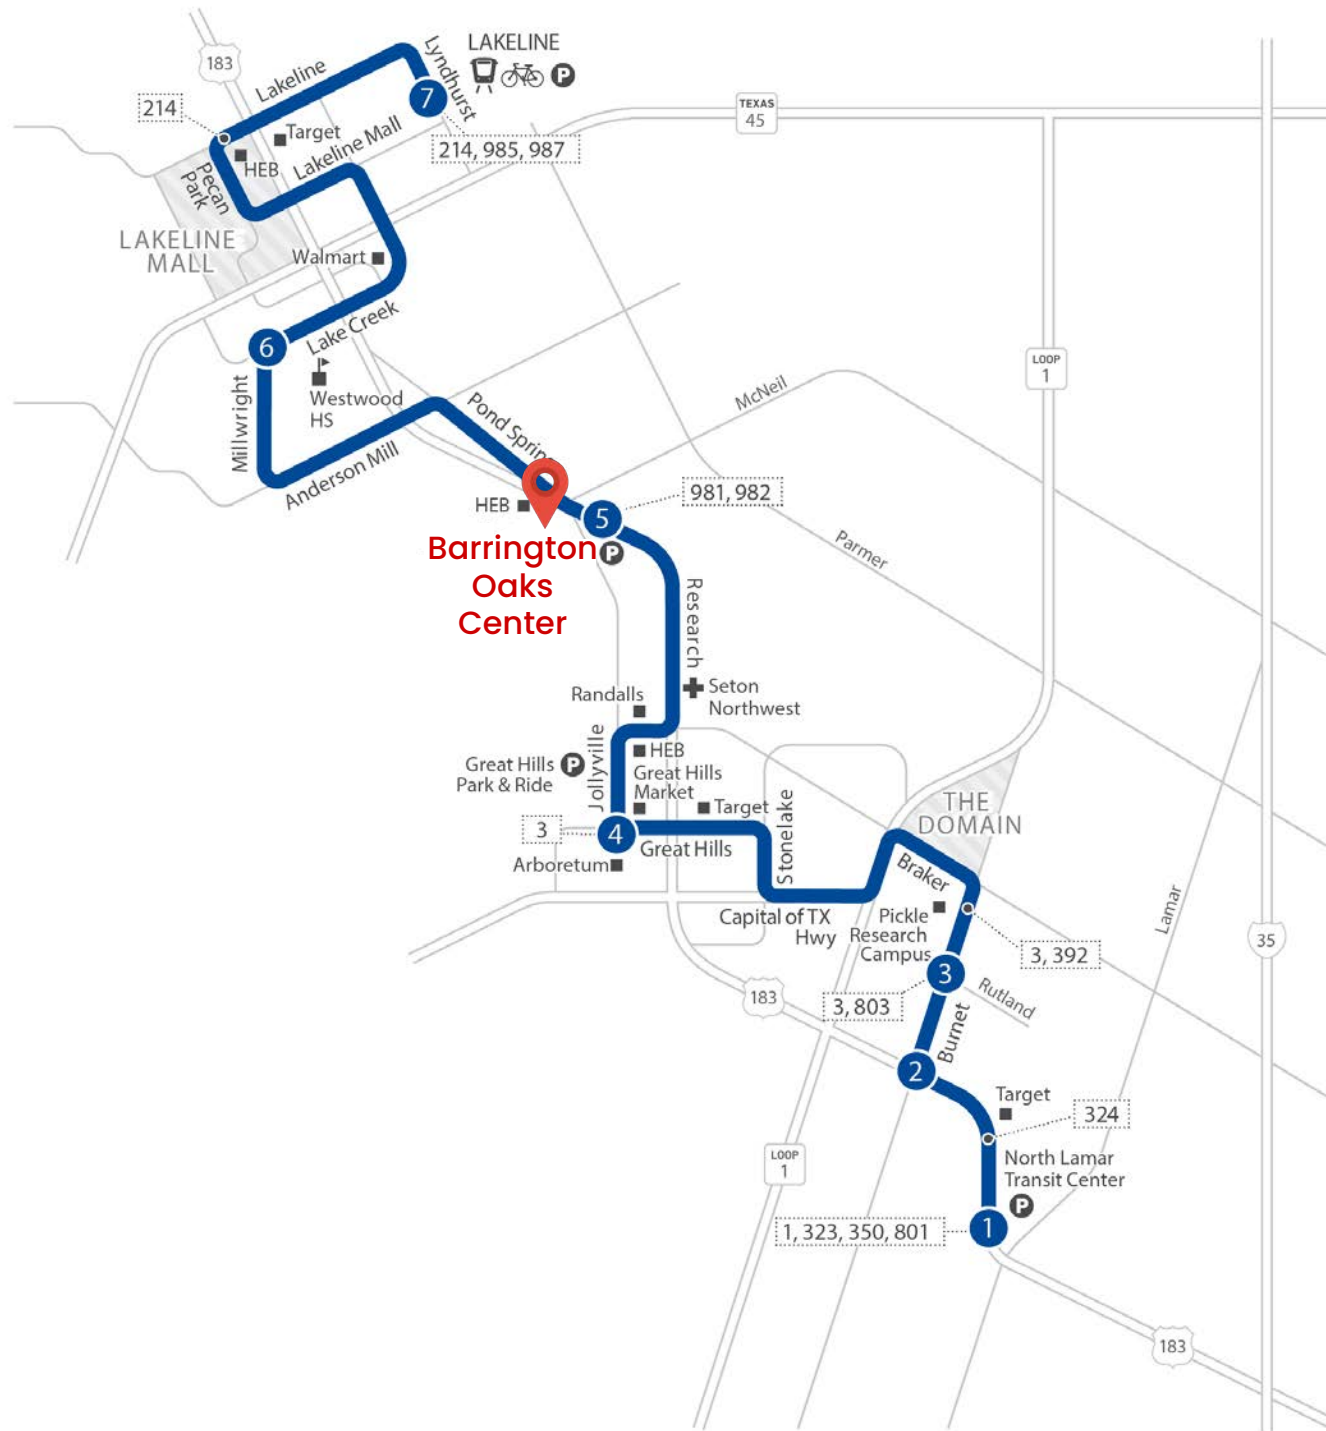 LAKELINE
183
Lakeline
Lyndhurst
7
214
Target
HEB
Lakeline Mall
Pecan
Park
214, 985, 987
TEXAS
45
LAKELINE
MALL
Walmart
6
Lake Creek
Westwood
HS
Millwright
Anderson Mill
Pond Spring
McNeil
LOOP
1
HEB
5
981, 982
Barrington
Oaks
Center
P
Parmer
Research
Randalls
Seton
Northwest
Jollyville
HEB
Great Hills
Park & Ride
P
Great Hills
Market
Target
Stonelake
THE
DOMAIN
3
4
Great Hills
Arboretum
Braker
Capital of TX
Hwy
Pickle
Research
Campus
Lamar
35
3, 392
3
3, 803
Rutland
183
Burnet
2
Target
324
LOOP
1
North Lamar
Transit Center
P
1, 323, 350, 801
1
183
P